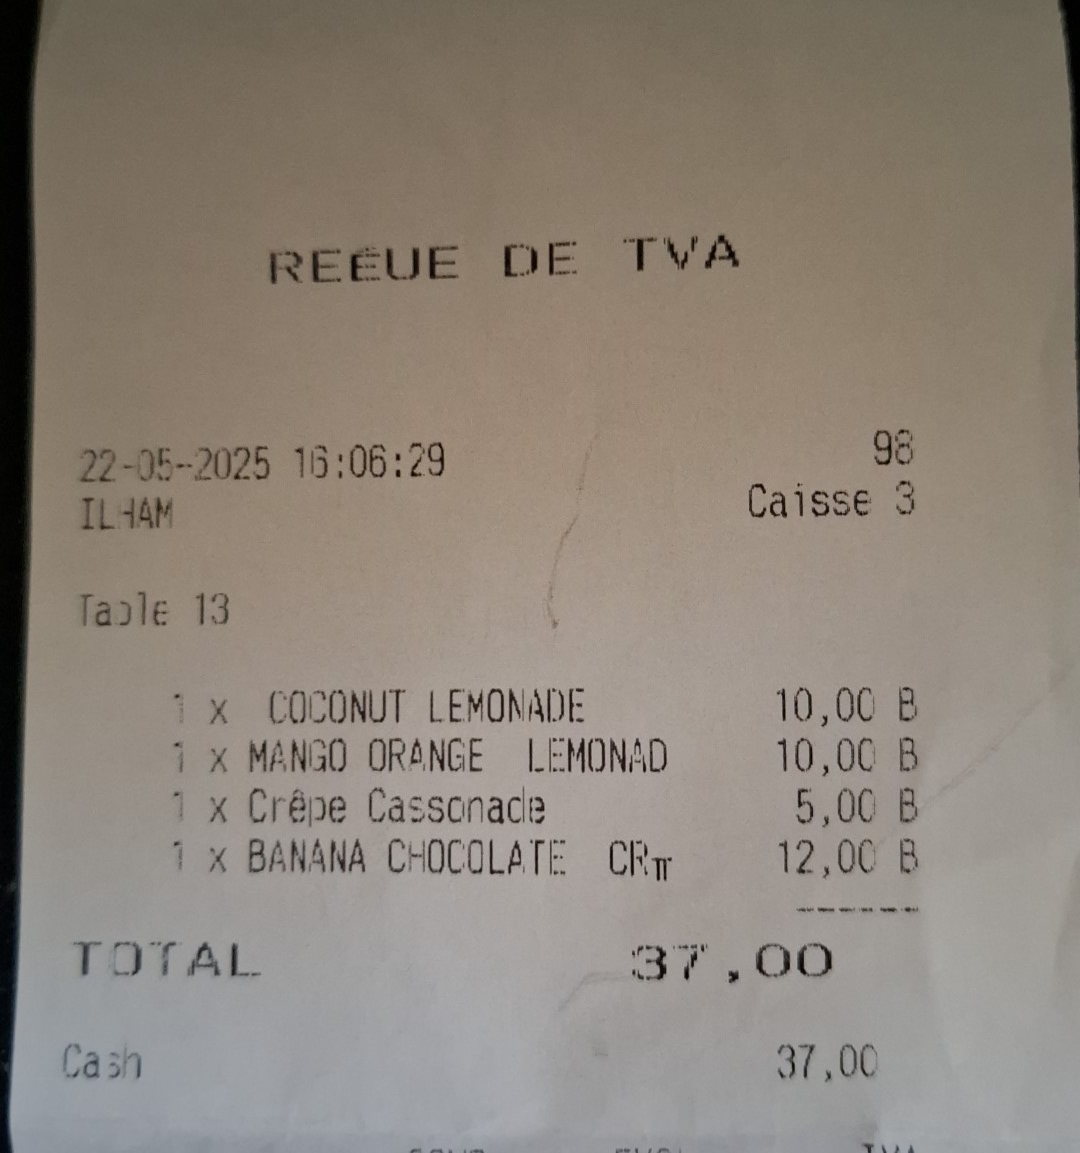 REÉUE DE TVA
22-05-2025 16:06:29 98
ILHAM Caisse 3
Table 13
1 x COCONUT LEMONADE 10,00 B
1 x MANGO ORANGE LEMONAD 10,00 B
1 x Crêpe Cassonade 5,00 B
1 x BANANA CHOCOLATE CRπ 12,00 B
------
TOTAL 37,00
Cash 37,00